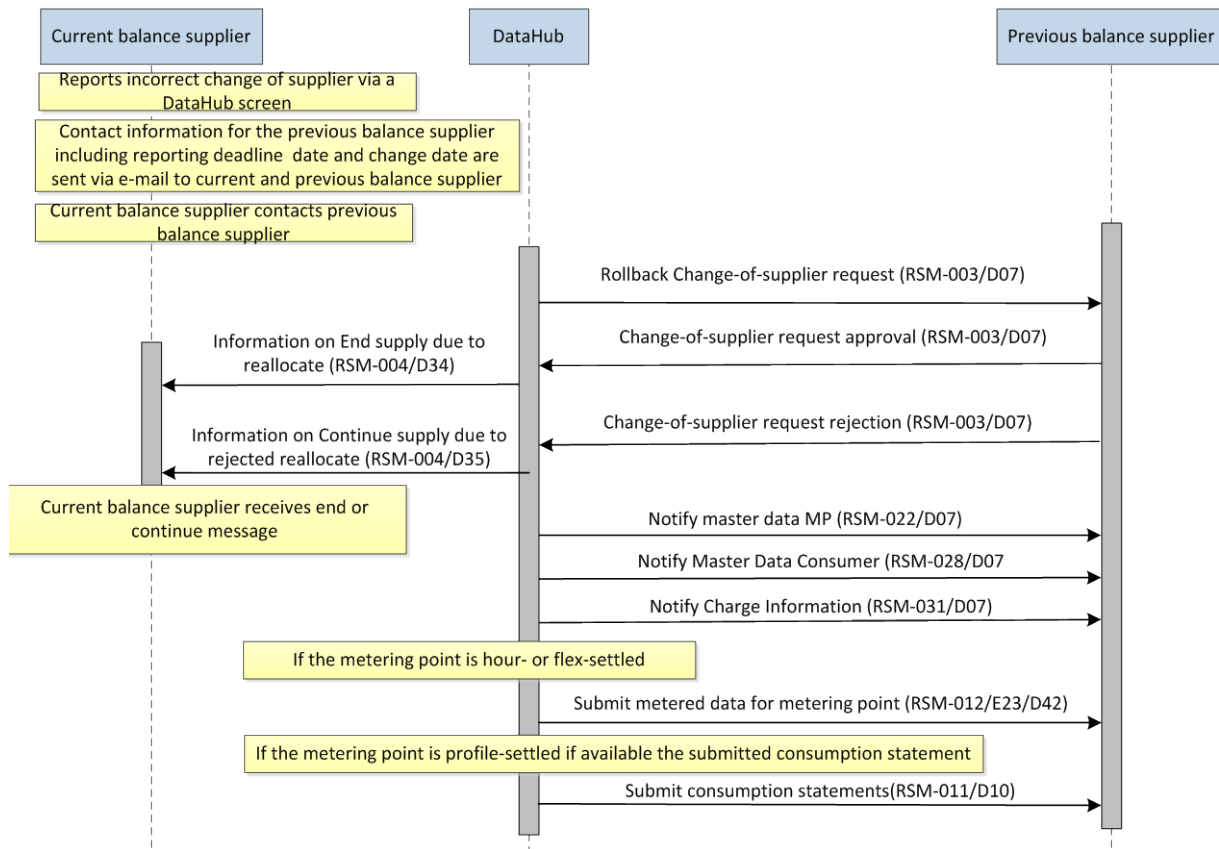 Current balance supplier
DataHub
Previous balance supplier
Reports incorrect change of supplier via a
DataHub screen
Contact information for the previous balance supplier
including reporting deadline  date and change date are
sent via e-mail to current and previous balance supplier
Current balance supplier contacts previous
balance supplier
Rollback Change-of-supplier request (RSM-003/D07)
Change-of-supplier request approval (RSM-003/D07)
Information on End supply due to
reallocate (RSM-004/D34)
Change-of-supplier request rejection (RSM-003/D07)
Information on Continue supply due to
rejected reallocate (RSM-004/D35)
Current balance supplier receives end or
continue message
Notify master data MP (RSM-022/D07)
Notify Master Data Consumer (RSM-028/D07
Notify Charge Information (RSM-031/D07)
If the metering point is hour- or flex-settled
Submit metered data for metering point (RSM-012/E23/D42)
If the metering point is profile-settled if available the submitted consumption statement
Submit consumption statements(RSM-011/D10)